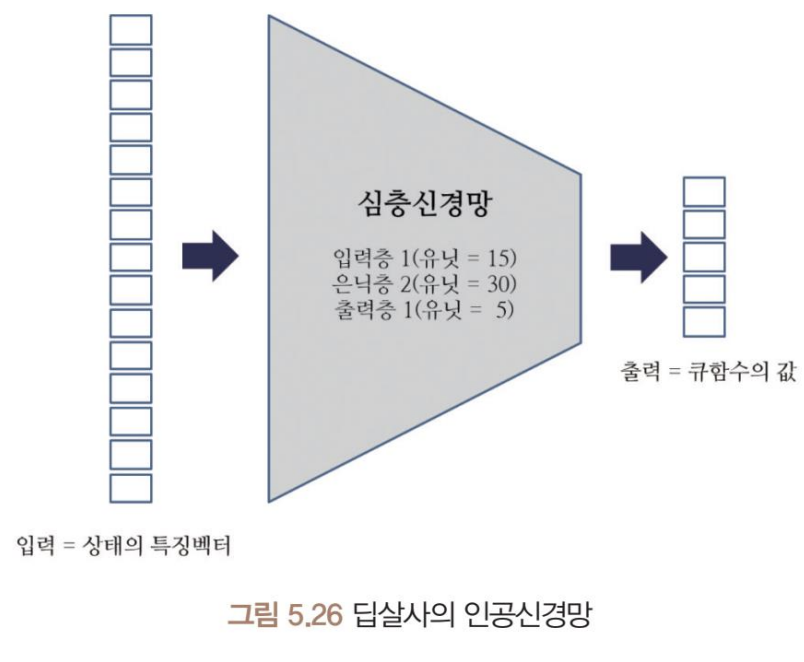 심층신경망
입력층 1(유닛 = 15)
은닉층 2(유닛 = 30)
출력층 1(유닛 = 5)
출력 = 큐함수의 값
입력 = 상태의 특징벡터
그림 5.26 딥살사의 인공신경망